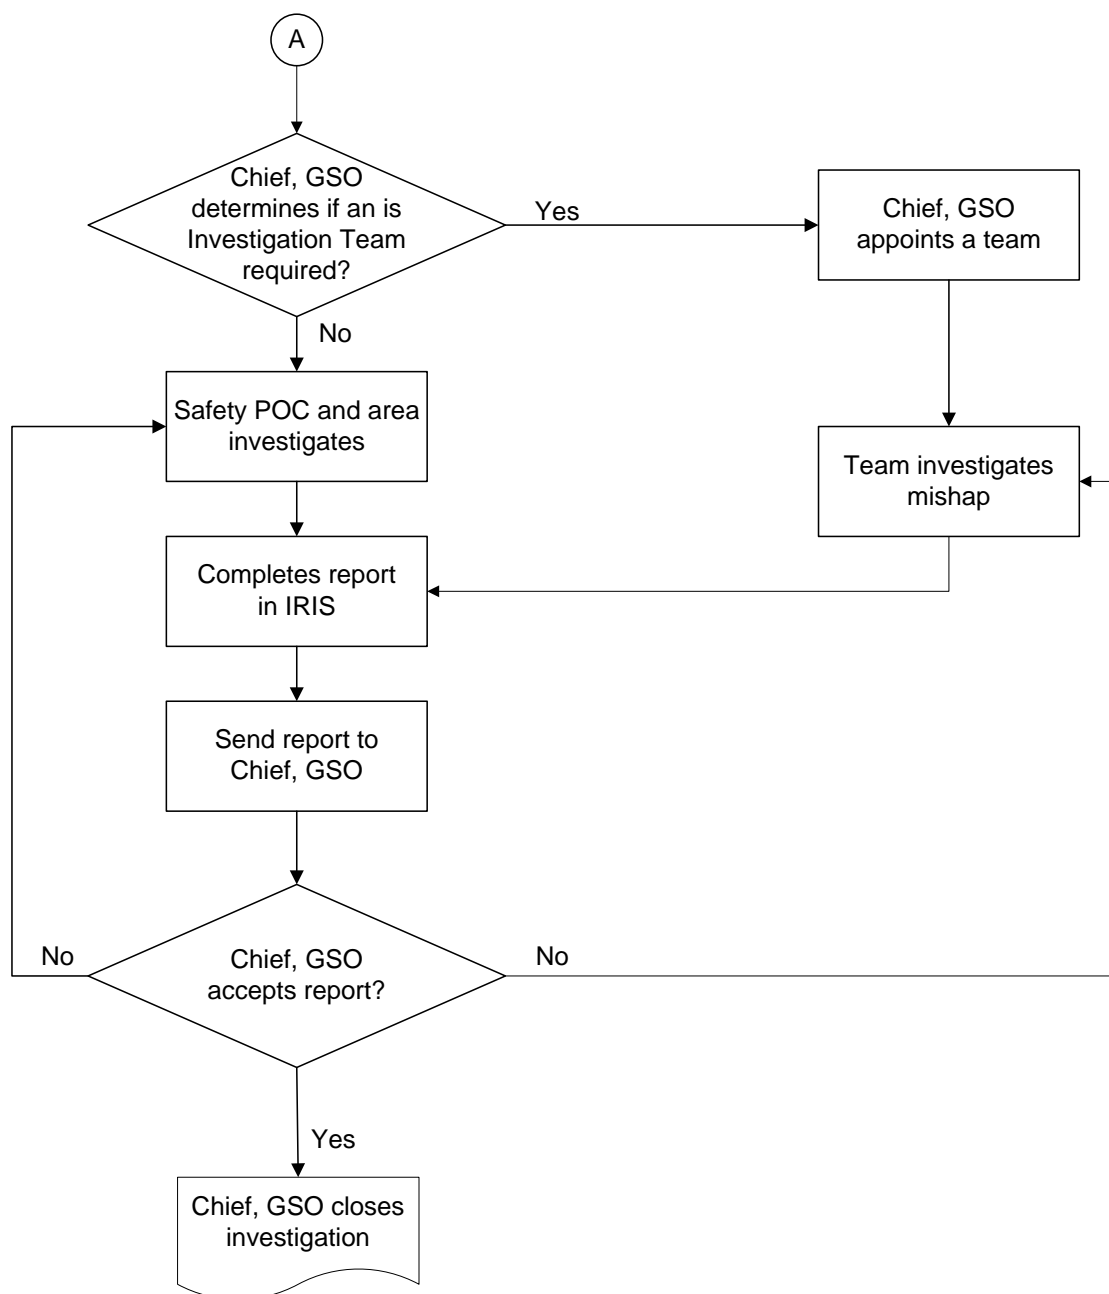 A
Chief, GSO
determines if an is
Investigation Team
required?
Yes
Chief, GSO
appoints a team
No
Safety POC and area
investigates
Team investigates
mishap
Completes report
in IRIS
Send report to
Chief, GSO
No
Chief, GSO
accepts report?
No
Yes
Chief, GSO closes
investigation